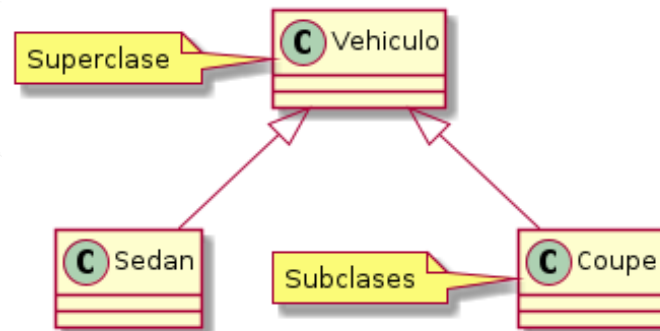 Superclase
C Vehiculo
C Sedan
Subclases
C Coupe